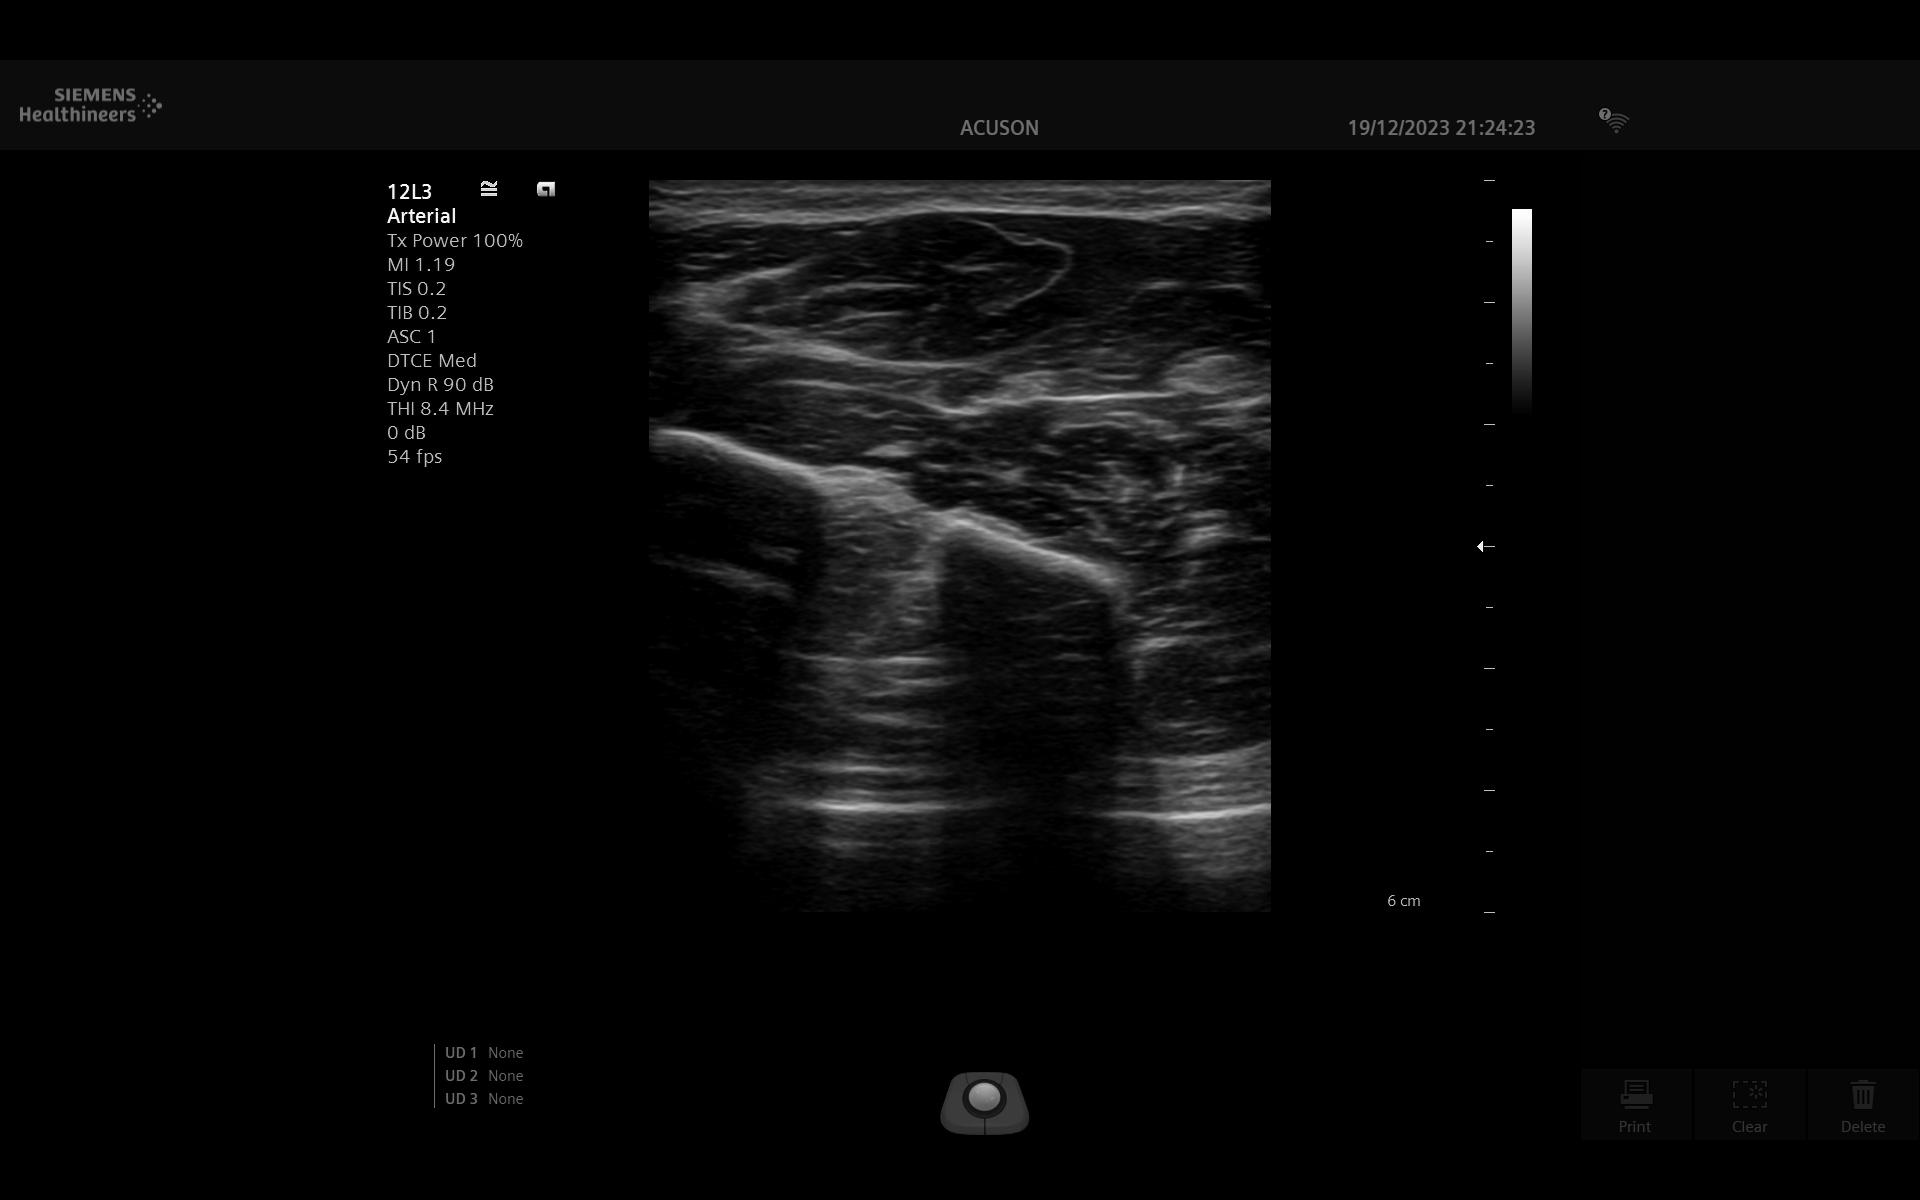 SIEMENS
Healthineers
ACUSON
19/12/2023 21:24:23
?
12L3
Arterial
Tx Power 100%
MI 1.19
TIS 0.2
TIB 0.2
ASC 1
DTCE Med
Dyn R 90 dB
THI 8.4 MHz
0 dB
54 fps
6 cm
UD 1 None
UD 2 None
UD 3 None
Print
Clear
Delete